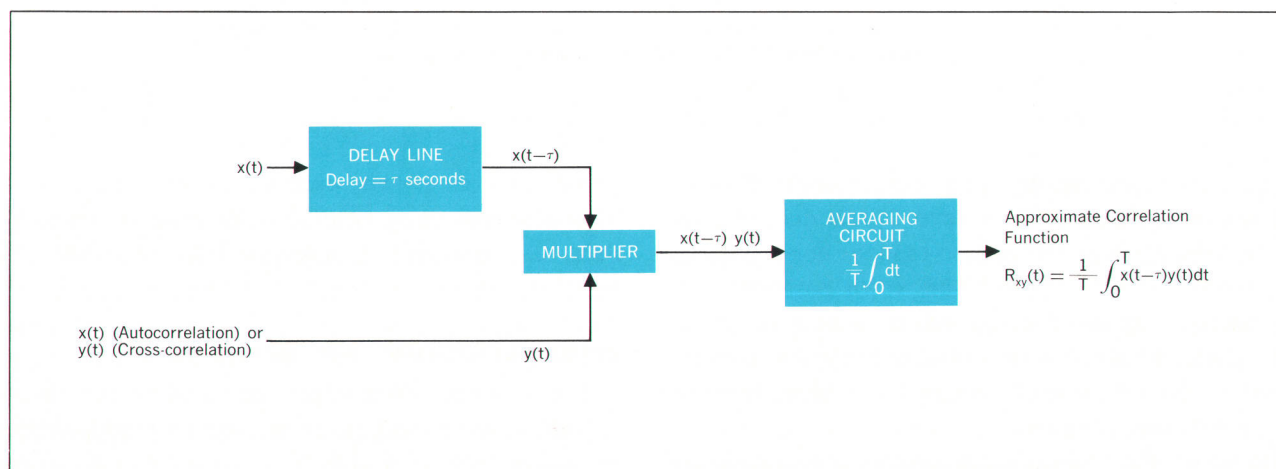 x(t)
DELAY LINE
Delay = τ seconds
x(t−τ)
MULTIPLIER
x(t−τ) y(t)
AVERAGING
CIRCUIT
1/T ∫₀ᵀ dt
Approximate Correlation
Function
Rxy(t) = 1/T ∫₀ᵀ x(t−τ)y(t)dt
x(t) (Autocorrelation) or
y(t) (Cross-correlation)
y(t)